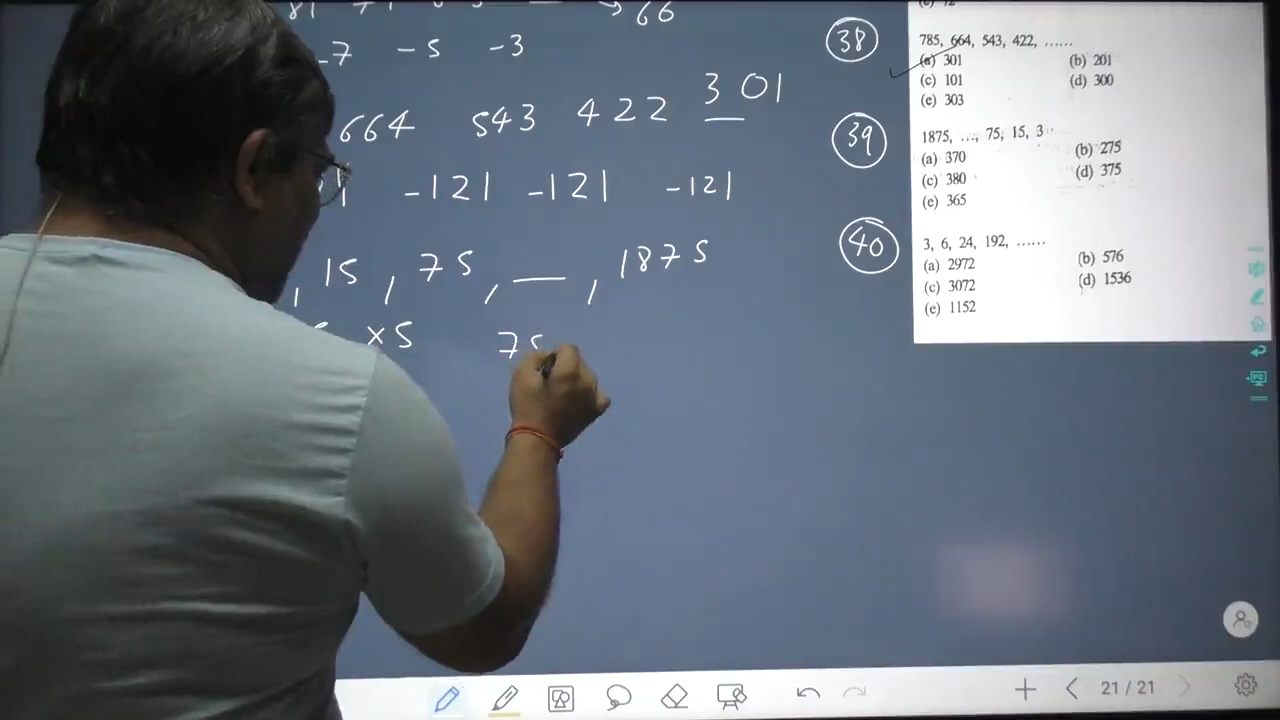 → 66
-7 -5 -3
664 543 422 301
-121 -121 -121
, 15 , 75 , __ , 1875
×5 75
38
785, 664, 543, 422, ......
(a) 301 (b) 201
(c) 101 (d) 300
(e) 303
39
1875, ..., 75, 15, 3
(a) 370 (b) 275
(c) 380 (d) 375
(e) 365
40
3, 6, 24, 192, ......
(a) 2972 (b) 576
(c) 3072 (d) 1536
(e) 1152
21 / 21